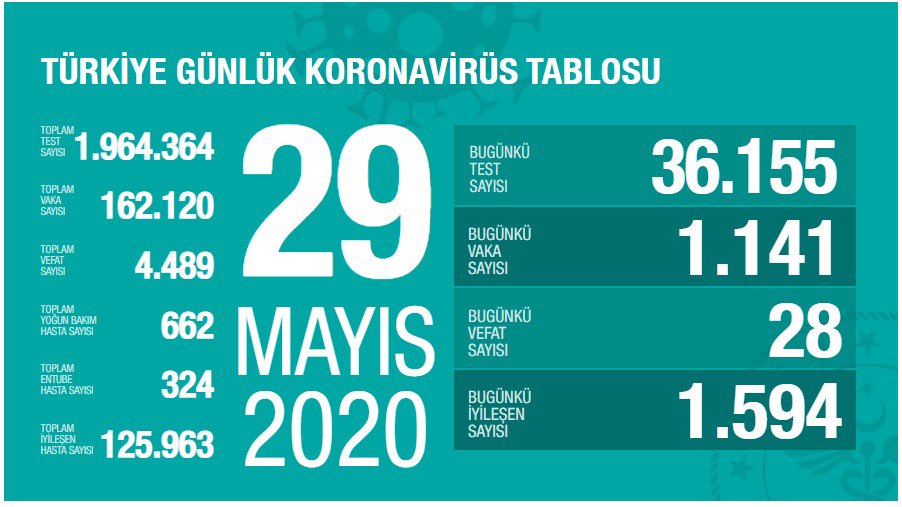 TÜRKİYE GÜNLÜK KORONAVİRÜS TABLOSU
TOPLAM
TEST
SAYISI
1.964.364
TOPLAM
VAKA
SAYISI
162.120
TOPLAM
VEFAT
SAYISI
4.489
TOPLAM
YOĞUN BAKIM
HASTA SAYISI
662
TOPLAM
ENTUBE
HASTA SAYISI
324
TOPLAM
İYİLEŞEN
HASTA SAYISI
125.963
29
MAYIS
2020
BUGÜNKÜ
TEST
SAYISI
36.155
BUGÜNKÜ
VAKA
SAYISI
1.141
BUGÜNKÜ
VEFAT
SAYISI
28
BUGÜNKÜ
İYİLEŞEN
SAYISI
1.594